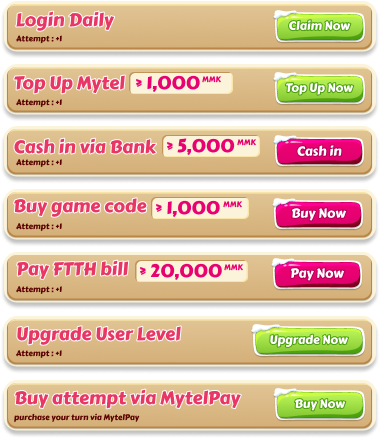 Login Daily
Attempt : +1
Claim Now
Top Up Mytel ≥ 1,000 MMK
Attempt : +1
Top Up Now
Cash in via Bank ≥ 5,000 MMK
Attempt : +1
Cash in
Buy game code ≥ 1,000 MMK
Attempt : +1
Buy Now
Pay FTTH bill ≥ 20,000 MMK
Attempt : +1
Pay Now
Upgrade User Level
Attempt : +1
Upgrade Now
Buy attempt via MytelPay
purchase your turn via MytelPay
Buy Now